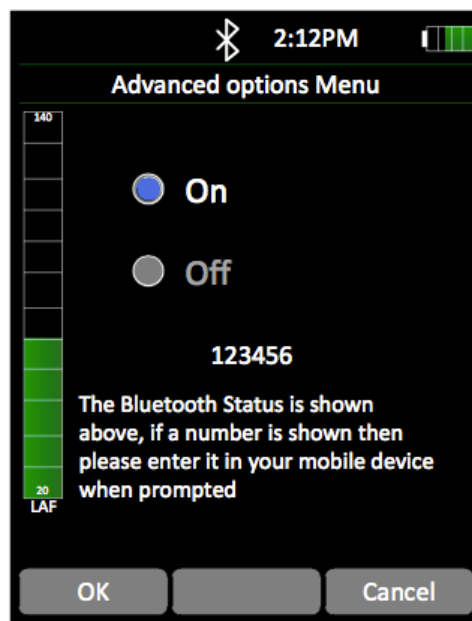 2:12PM
Advanced options Menu
140
On
Off
123456
The Bluetooth Status is shown
above, if a number is shown then
please enter it in your mobile device
when prompted
20
LAF
OK
Cancel